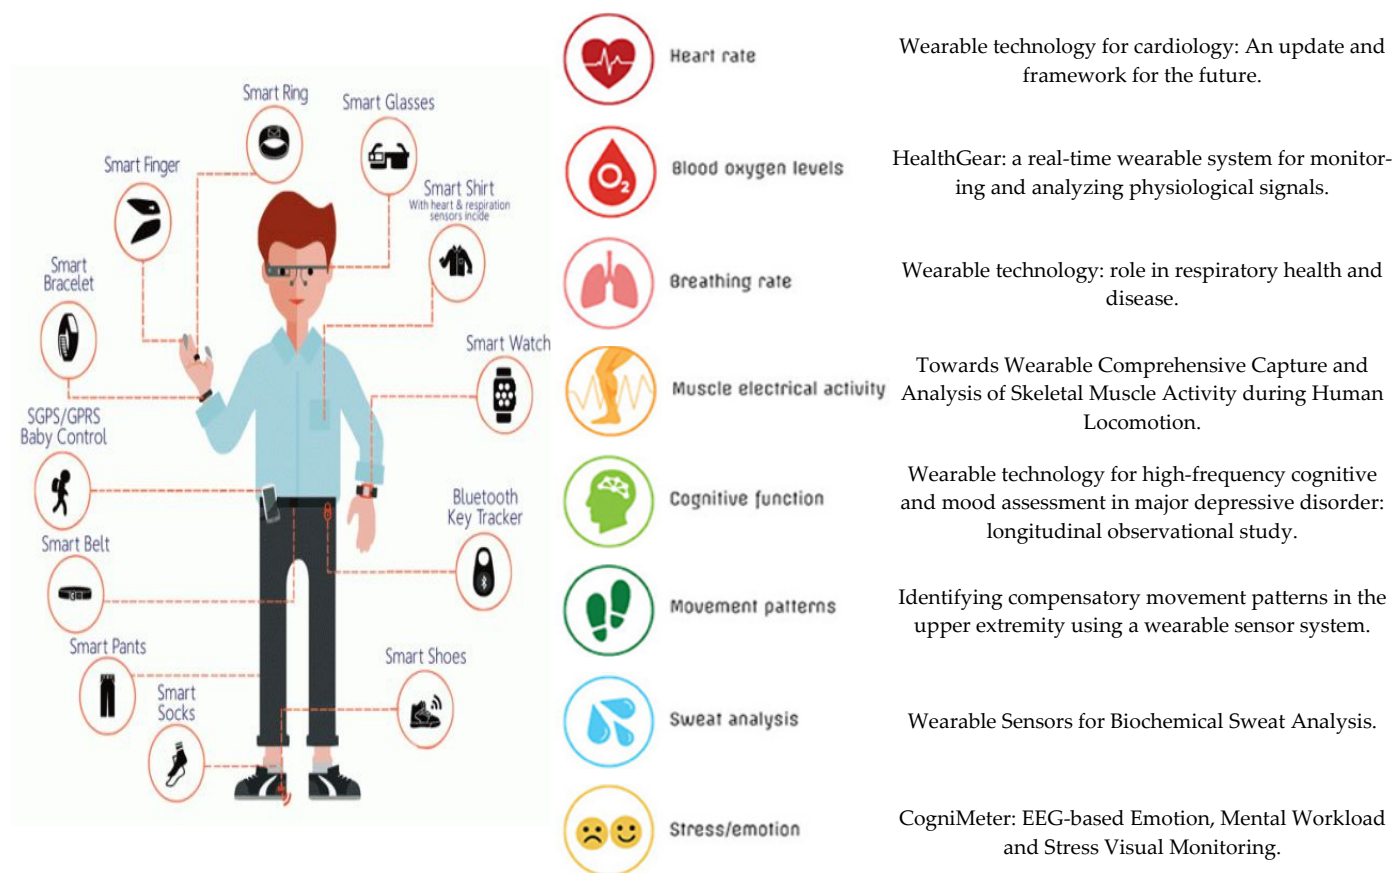 Smart Ring
Smart Glasses
Smart Finger
Smart Shirt
With heart & respiration
sensors incide
Smart
Bracelet
Smart Watch
SGPS/GPRS
Baby Control
Bluetooth
Key Tracker
Smart Belt
Smart Pants
Smart Shoes
Smart
Socks
Heart rate
Wearable technology for cardiology: An update and
framework for the future.
Blood oxygen levels
O2
HealthGear: a real-time wearable system for monitor-
ing and analyzing physiological signals.
Breathing rate
Wearable technology: role in respiratory health and
disease.
Muscle electrical activity
Towards Wearable Comprehensive Capture and
Analysis of Skeletal Muscle Activity during Human
Locomotion.
Cognitive function
Wearable technology for high-frequency cognitive
and mood assessment in major depressive disorder:
longitudinal observational study.
Movement patterns
Identifying compensatory movement patterns in the
upper extremity using a wearable sensor system.
Sweat analysis
Wearable Sensors for Biochemical Sweat Analysis.
Stress/emotion
CogniMeter: EEG-based Emotion, Mental Workload
and Stress Visual Monitoring.